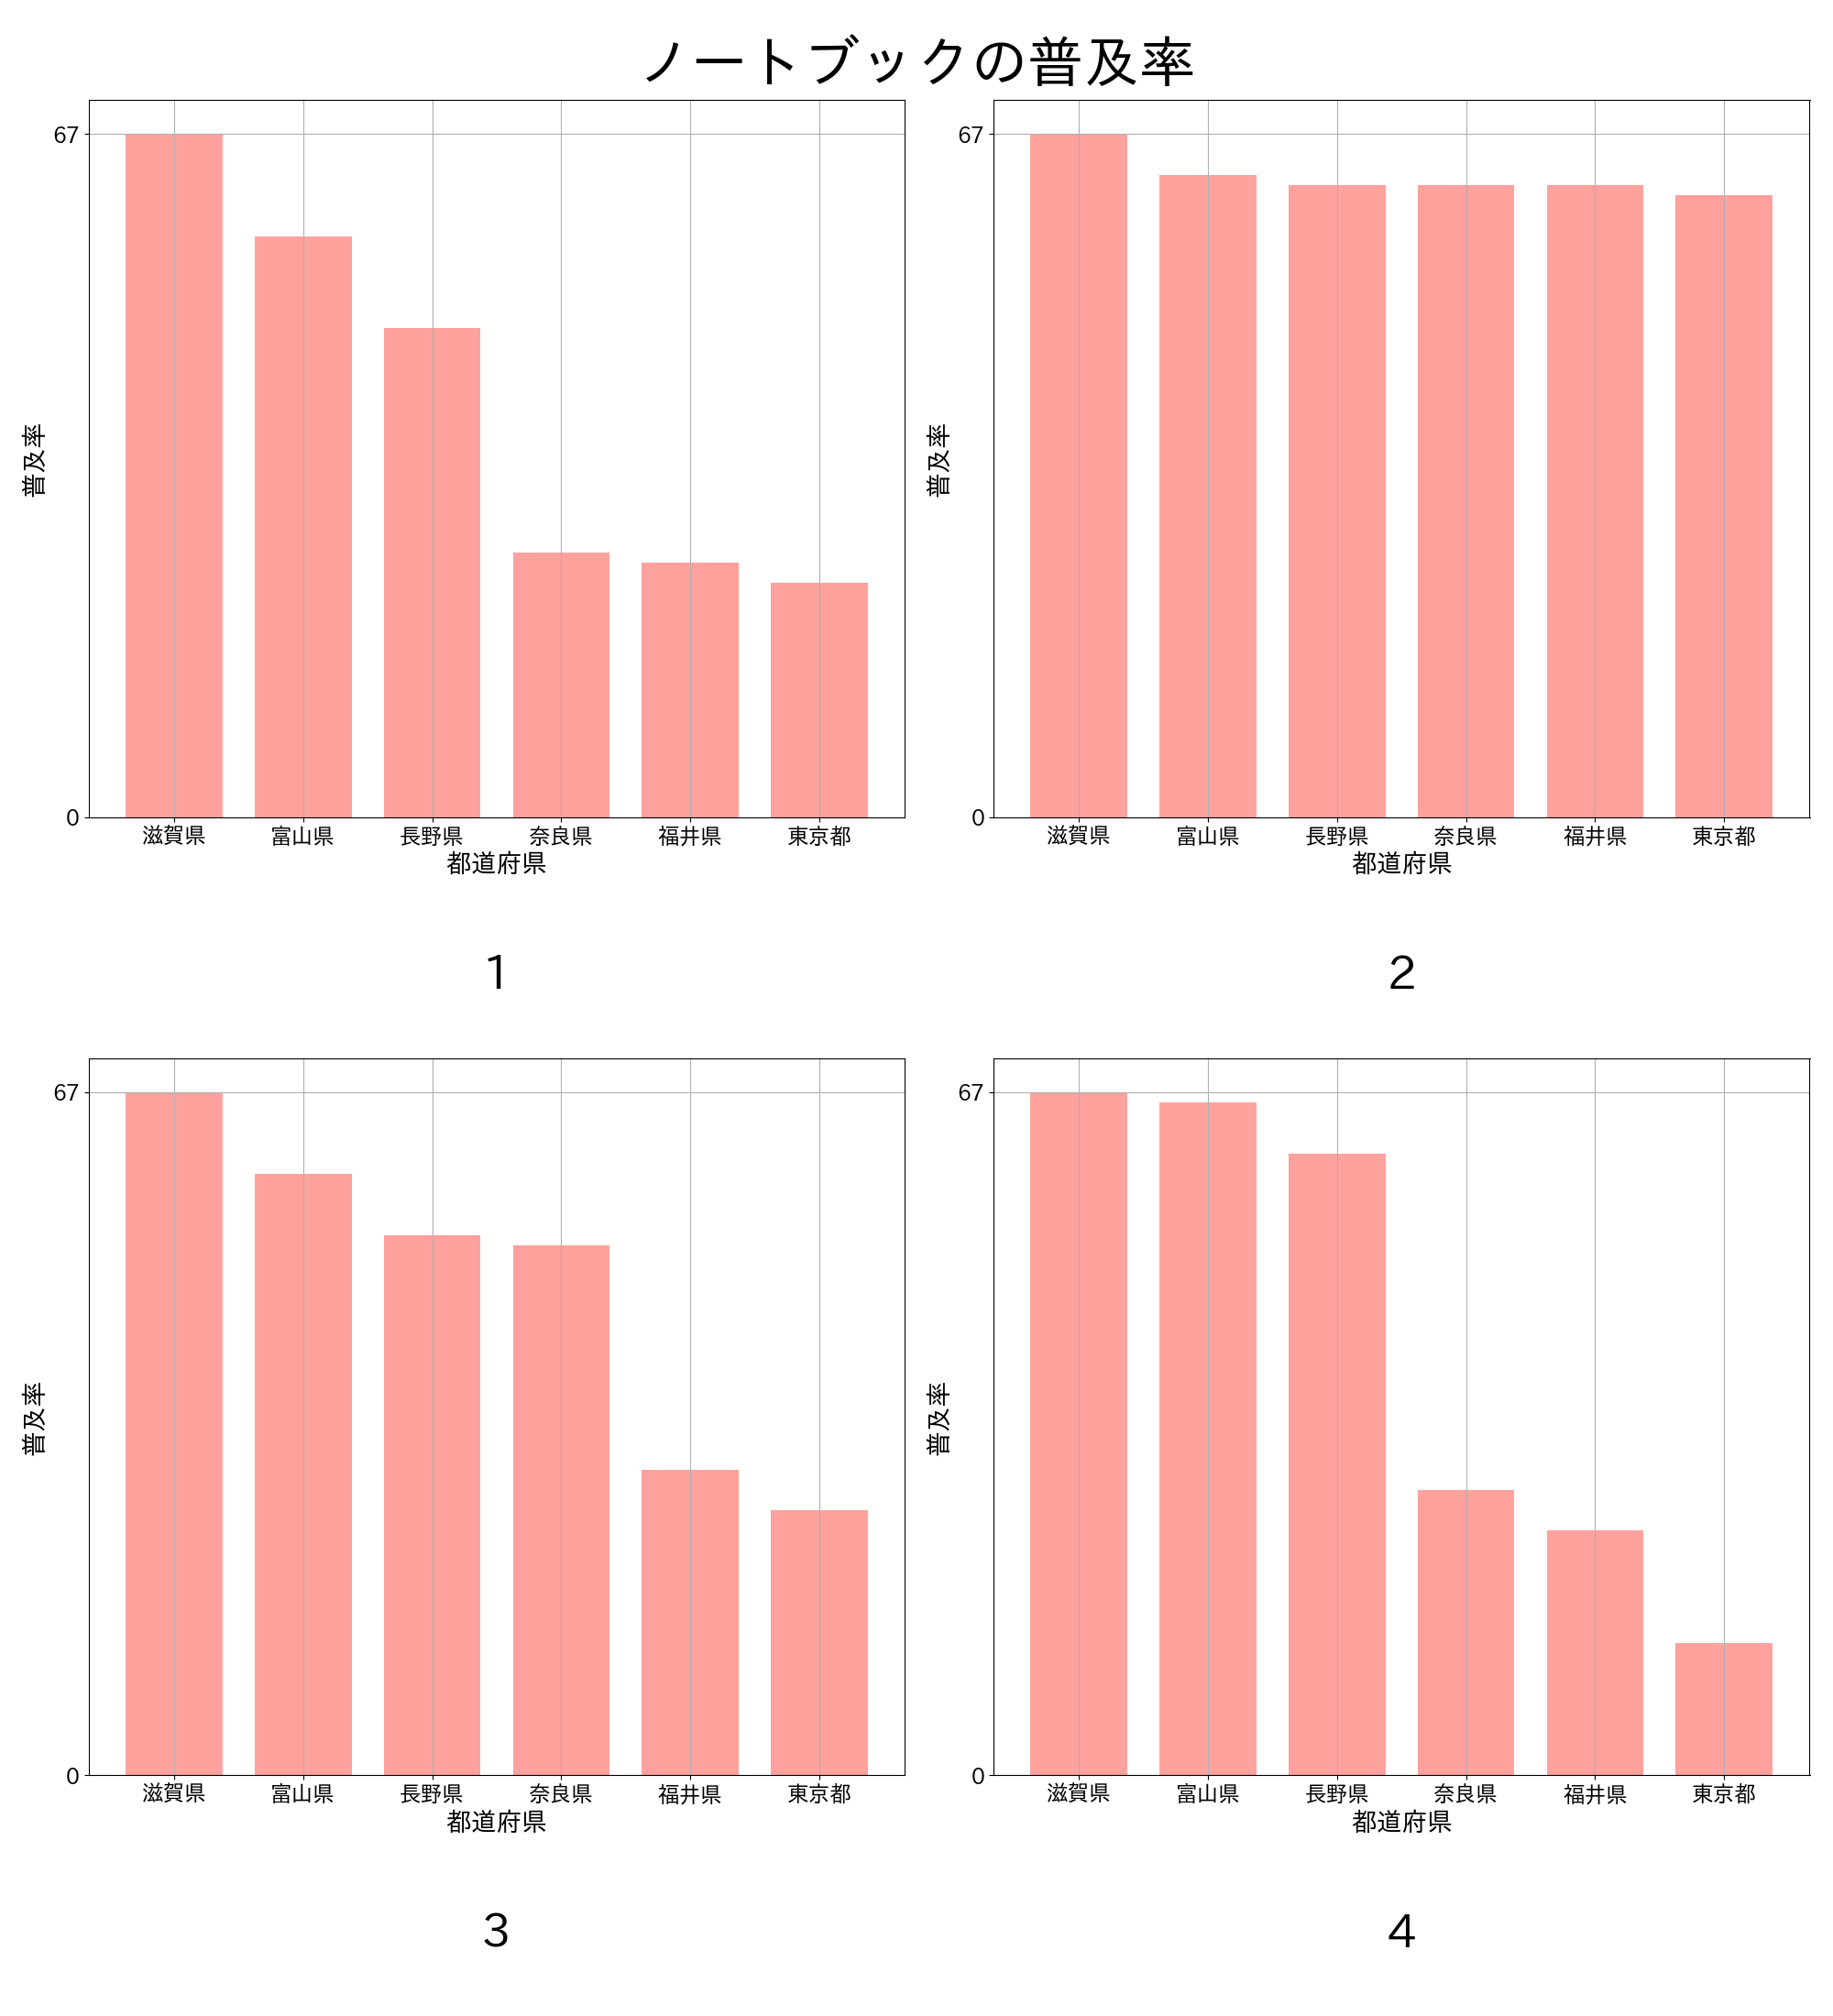 ノートブックの普及率
67
0
普及率
滋賀県 富山県 長野県 奈良県 福井県 東京都
都道府県
1
67
0
普及率
滋賀県 富山県 長野県 奈良県 福井県 東京都
都道府県
2
67
0
普及率
滋賀県 富山県 長野県 奈良県 福井県 東京都
都道府県
3
67
0
普及率
滋賀県 富山県 長野県 奈良県 福井県 東京都
都道府県
4